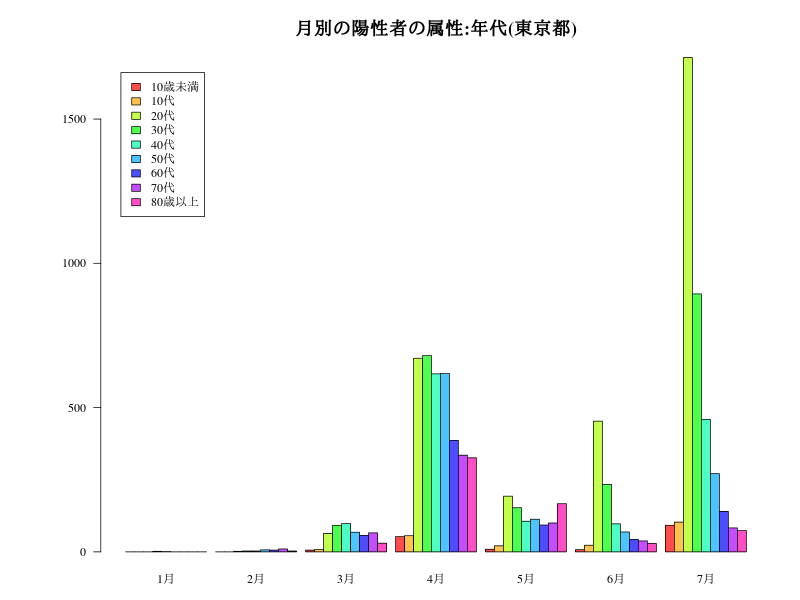 月別の陽性者の属性:年代(東京都)
10歳未満
10代
20代
30代
40代
50代
60代
70代
80歳以上
1500
1000
500
0
1月 2月 3月 4月 5月 6月 7月